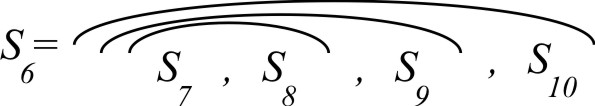 S₆= S₇ , S₈ , S₉ , S₁₀